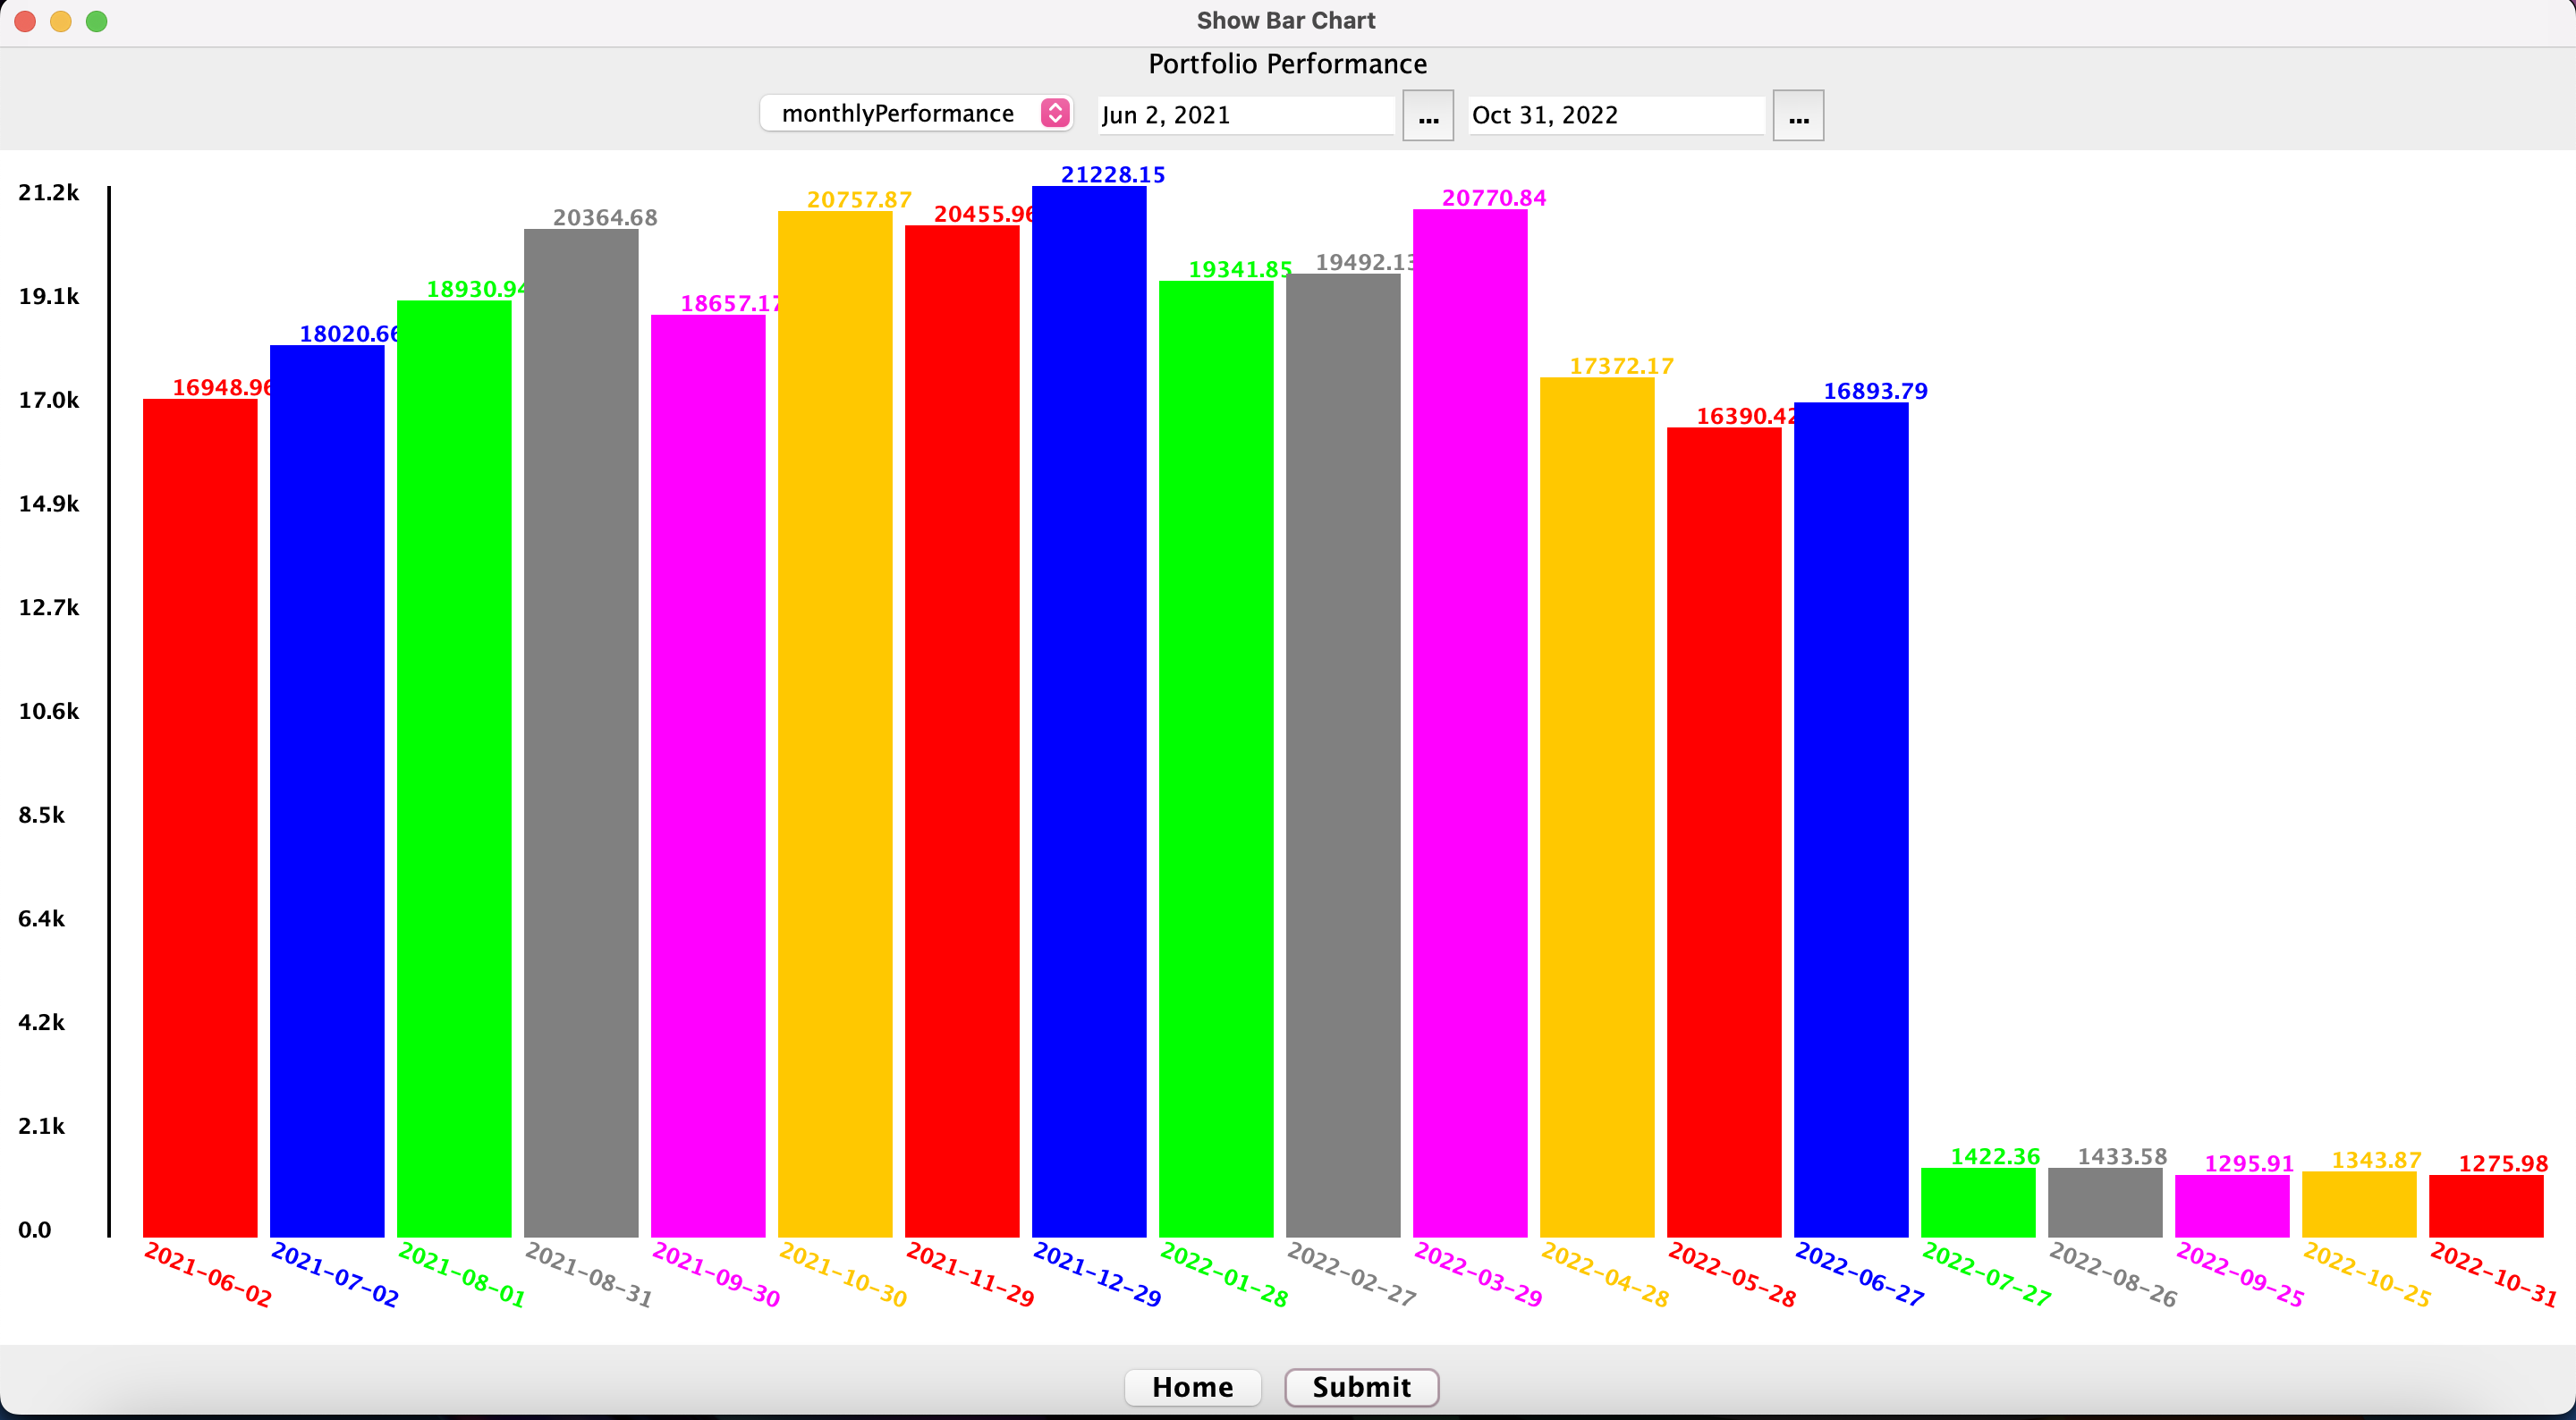 Show Bar Chart
Portfolio Performance
monthlyPerformance Jun 2, 2021 ... Oct 31, 2022 ...
21.2k
19.1k
17.0k
14.9k
12.7k
10.6k
8.5k
6.4k
4.2k
2.1k
0.0
16948.96 18020.66 18930.94 20364.68 18657.17 20757.87 20455.96 21228.15 19341.85 19492.13 20770.84 17372.17 16390.42 16893.79 1422.36 1433.58 1295.91 1343.87 1275.98
2021-06-02 2021-07-02 2021-08-01 2021-08-31 2021-09-30 2021-10-30 2021-11-29 2021-12-29 2022-01-28 2022-02-27 2022-03-29 2022-04-28 2022-05-28 2022-06-27 2022-07-27 2022-08-26 2022-09-25 2022-10-25 2022-10-31
Home Submit